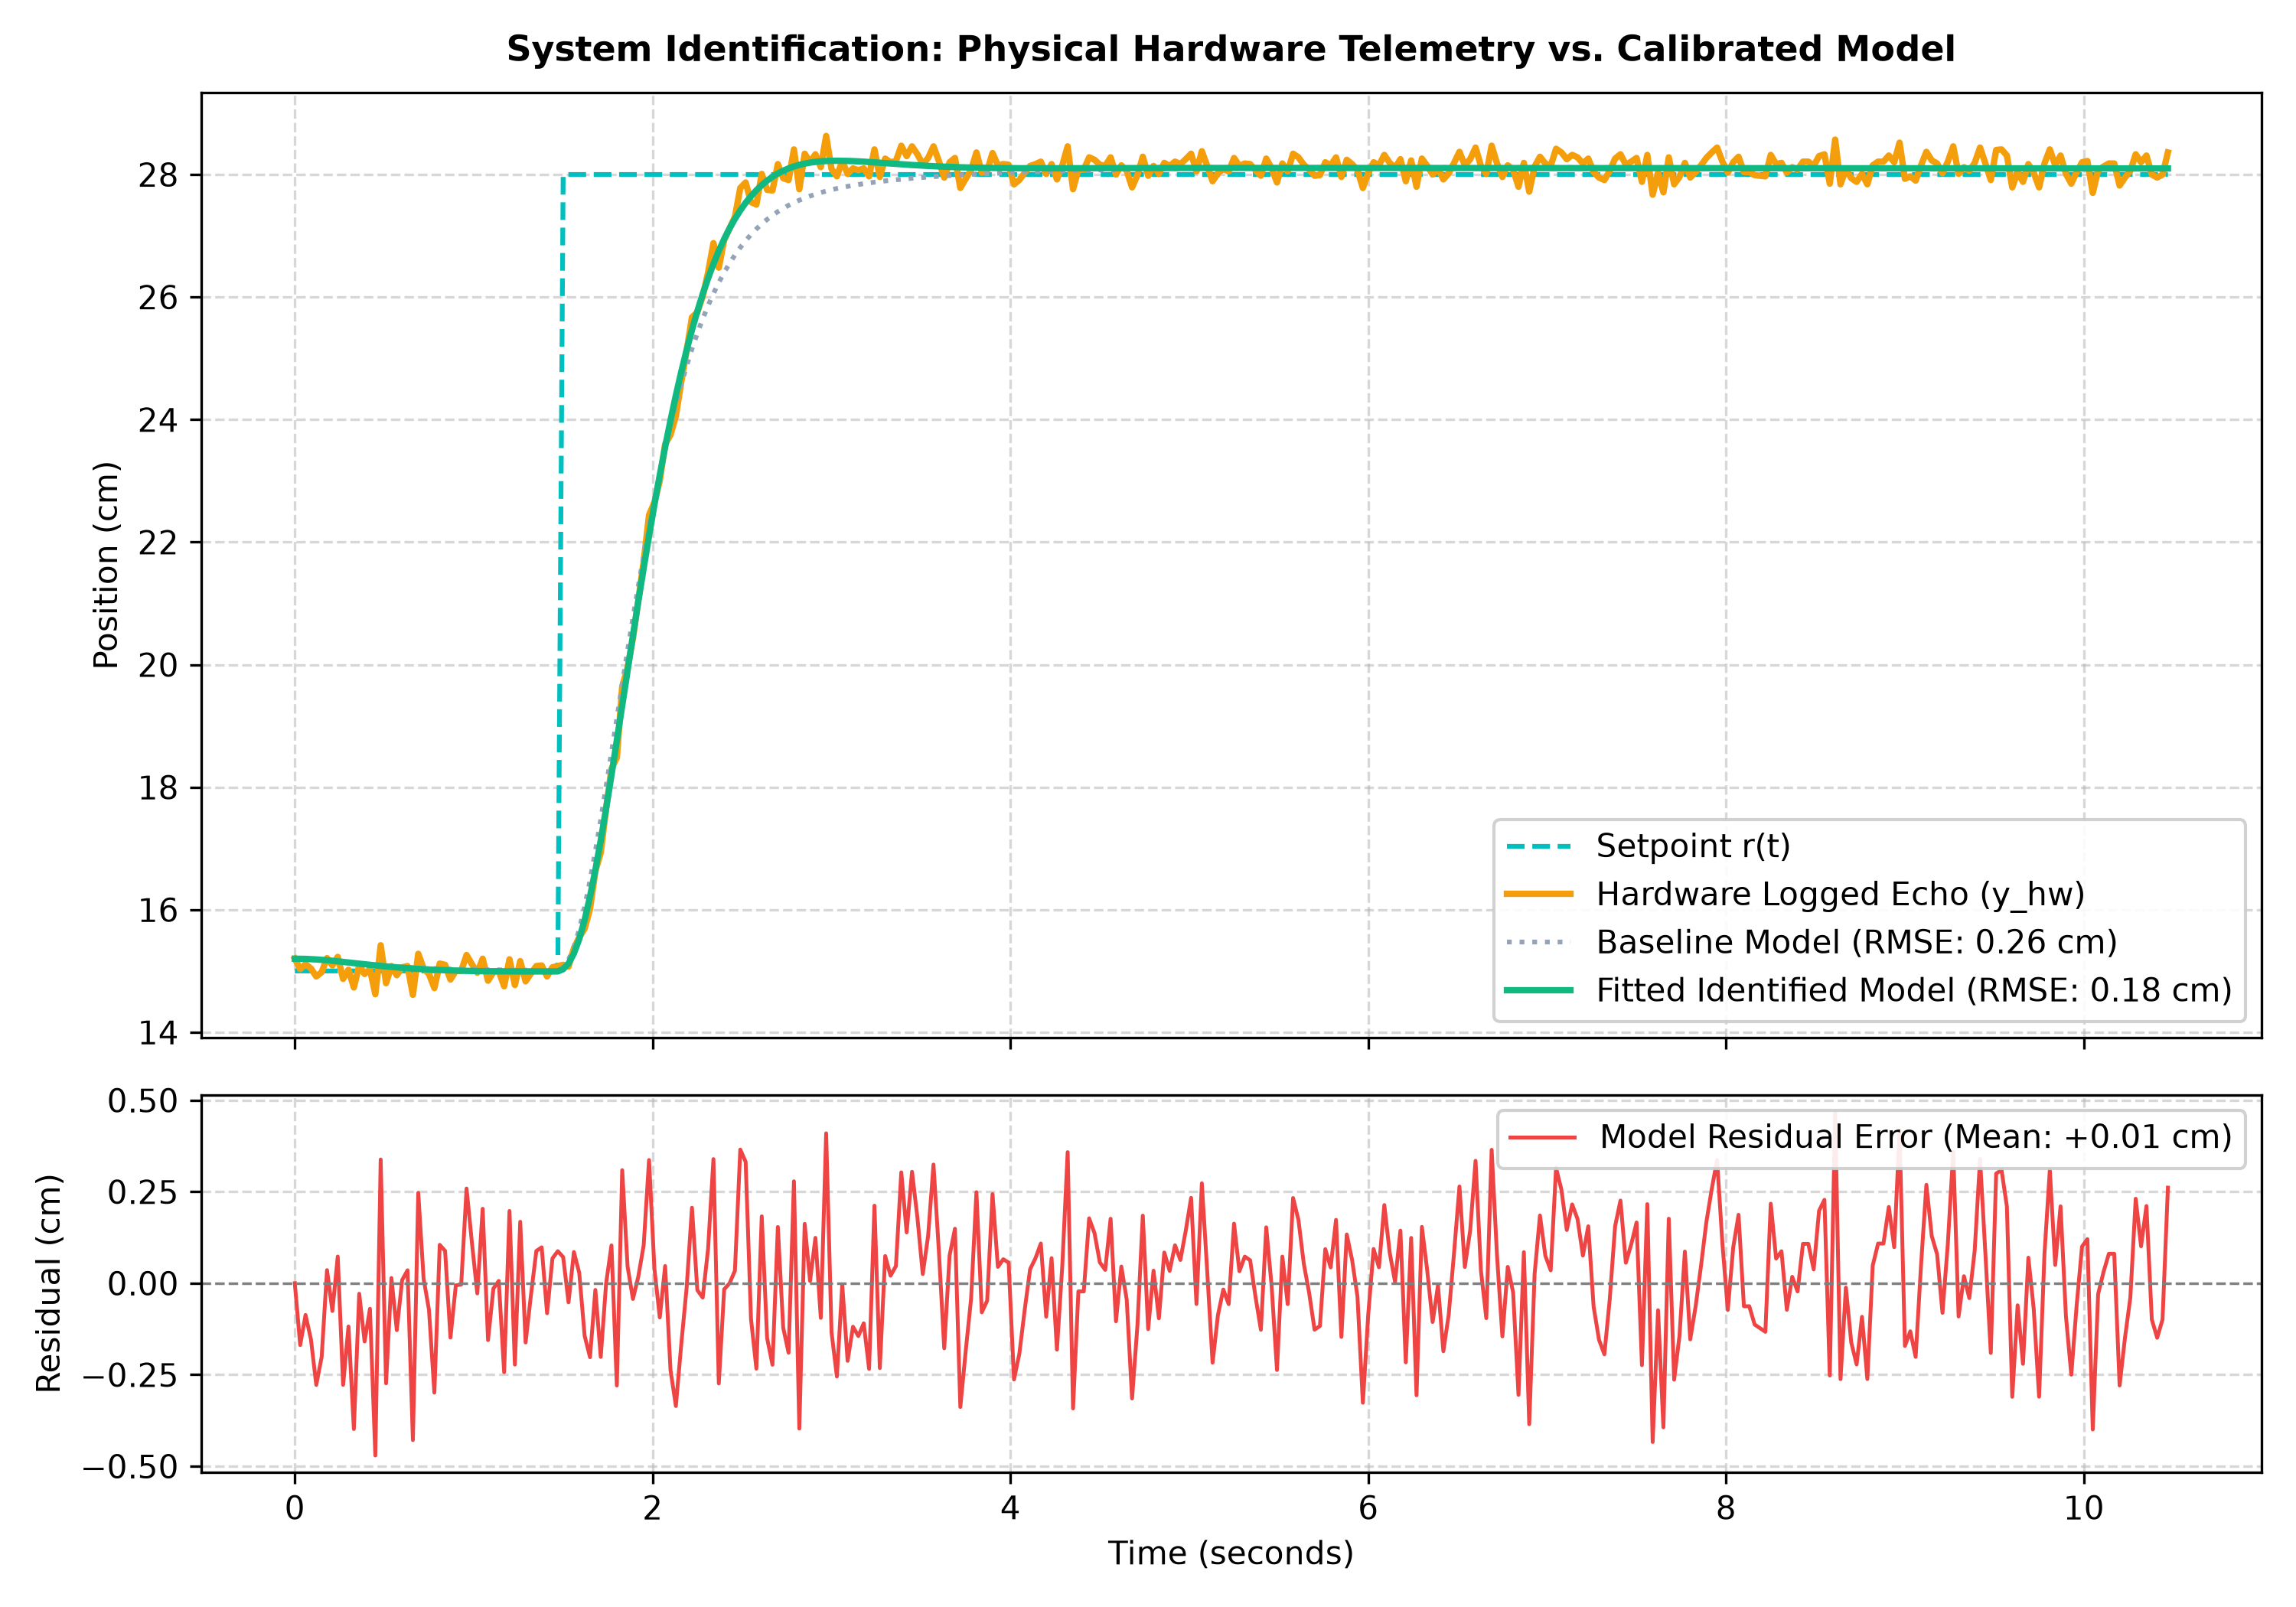 System Identification: Physical Hardware Telemetry vs. Calibrated Model
28
26
24
22
20
18
16
14
Position (cm)
Setpoint r(t)
Hardware Logged Echo (y_hw)
Baseline Model (RMSE: 0.26 cm)
Fitted Identified Model (RMSE: 0.18 cm)
0.50
0.25
0.00
−0.25
−0.50
Residual (cm)
Model Residual Error (Mean: +0.01 cm)
0 2 4 6 8 10
Time (seconds)